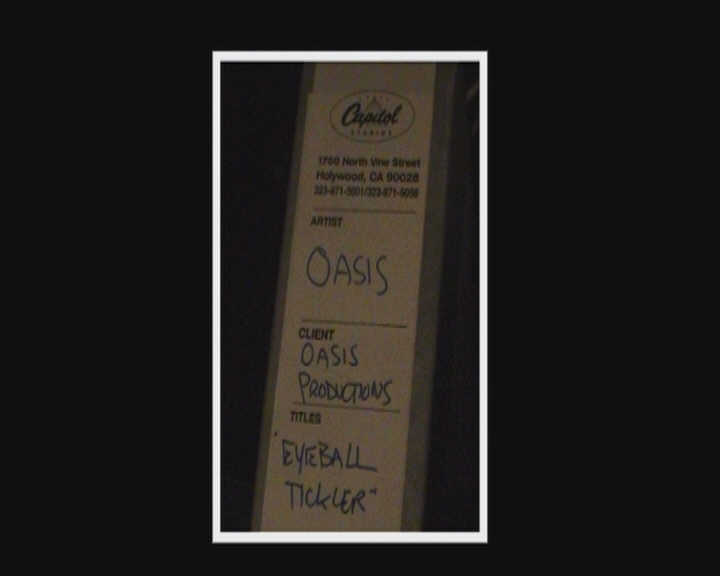 Capitol
STUDIOS
1750 North Vine Street
Holywood, CA 90028
ARTIST
OASIS
CLIENT
OASIS
PRODUCTIONS
TITLES
"EYEBALL
TICKLER"